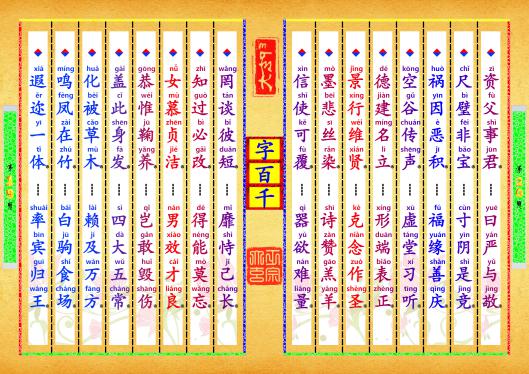 zī 资 fù 父 shì 事 jūn 君 …… yuē 曰 yán 严 yǔ 与 jìng 敬
chǐ 尺 bì 璧 fēi 非 bǎo 宝 …… cùn 寸 yīn 阴 shì 是 jìng 竞
huò 祸 yīn 因 è 恶 jī 积 …… fú 福 yuán 缘 shàn 善 qìng 庆
kōng 空 gǔ 谷 chuán 传 shēng 声 …… xū 虚 táng 堂 xí 习 tīng 听
dé 德 jiàn 建 míng 名 lì 立 …… xíng 形 duān 端 biǎo 表 zhèng 正
jǐng 景 xíng 行 wéi 维 xián 贤 …… kè 克 niàn 念 zuò 作 shèng 圣
mò 墨 bēi 悲 sī 丝 rǎn 染 …… shī 诗 zàn 赞 gāo 羔 yáng 羊
xìn 信 shǐ 使 kě 可 fù 覆 …… qì 器 yù 欲 nán 难 liáng 量
字百千
wǎng 罔 tán 谈 bǐ 彼 duǎn 短 …… mǐ 靡 shì 恃 jǐ 己 cháng 长
zhī 知 guò 过 bì 必 gǎi 改 …… dé 得 néng 能 mò 莫 wàng 忘
nǚ 女 mù 慕 zhēn 贞 jié 洁 …… nán 男 xiào 效 cái 才 liáng 良
gōng 恭 wéi 惟 jū 鞠 yǎng 养 …… qǐ 岂 gǎn 敢 huǐ 毁 shāng 伤
gài 盖 cǐ 此 shēn 身 fà 发 …… sì 四 dà 大 wǔ 五 cháng 常
huà 化 bèi 被 cǎo 草 mù 木 …… lài 赖 jí 及 wàn 万 fāng 方
míng 鸣 fèng 凤 zài 在 zhú 竹 …… bái 白 jū 驹 shí 食 chǎng 场
xiá 遐 ěr 迩 yī 一 tǐ 体 …… shuài 率 bīn 宾 guī 归 wáng 王